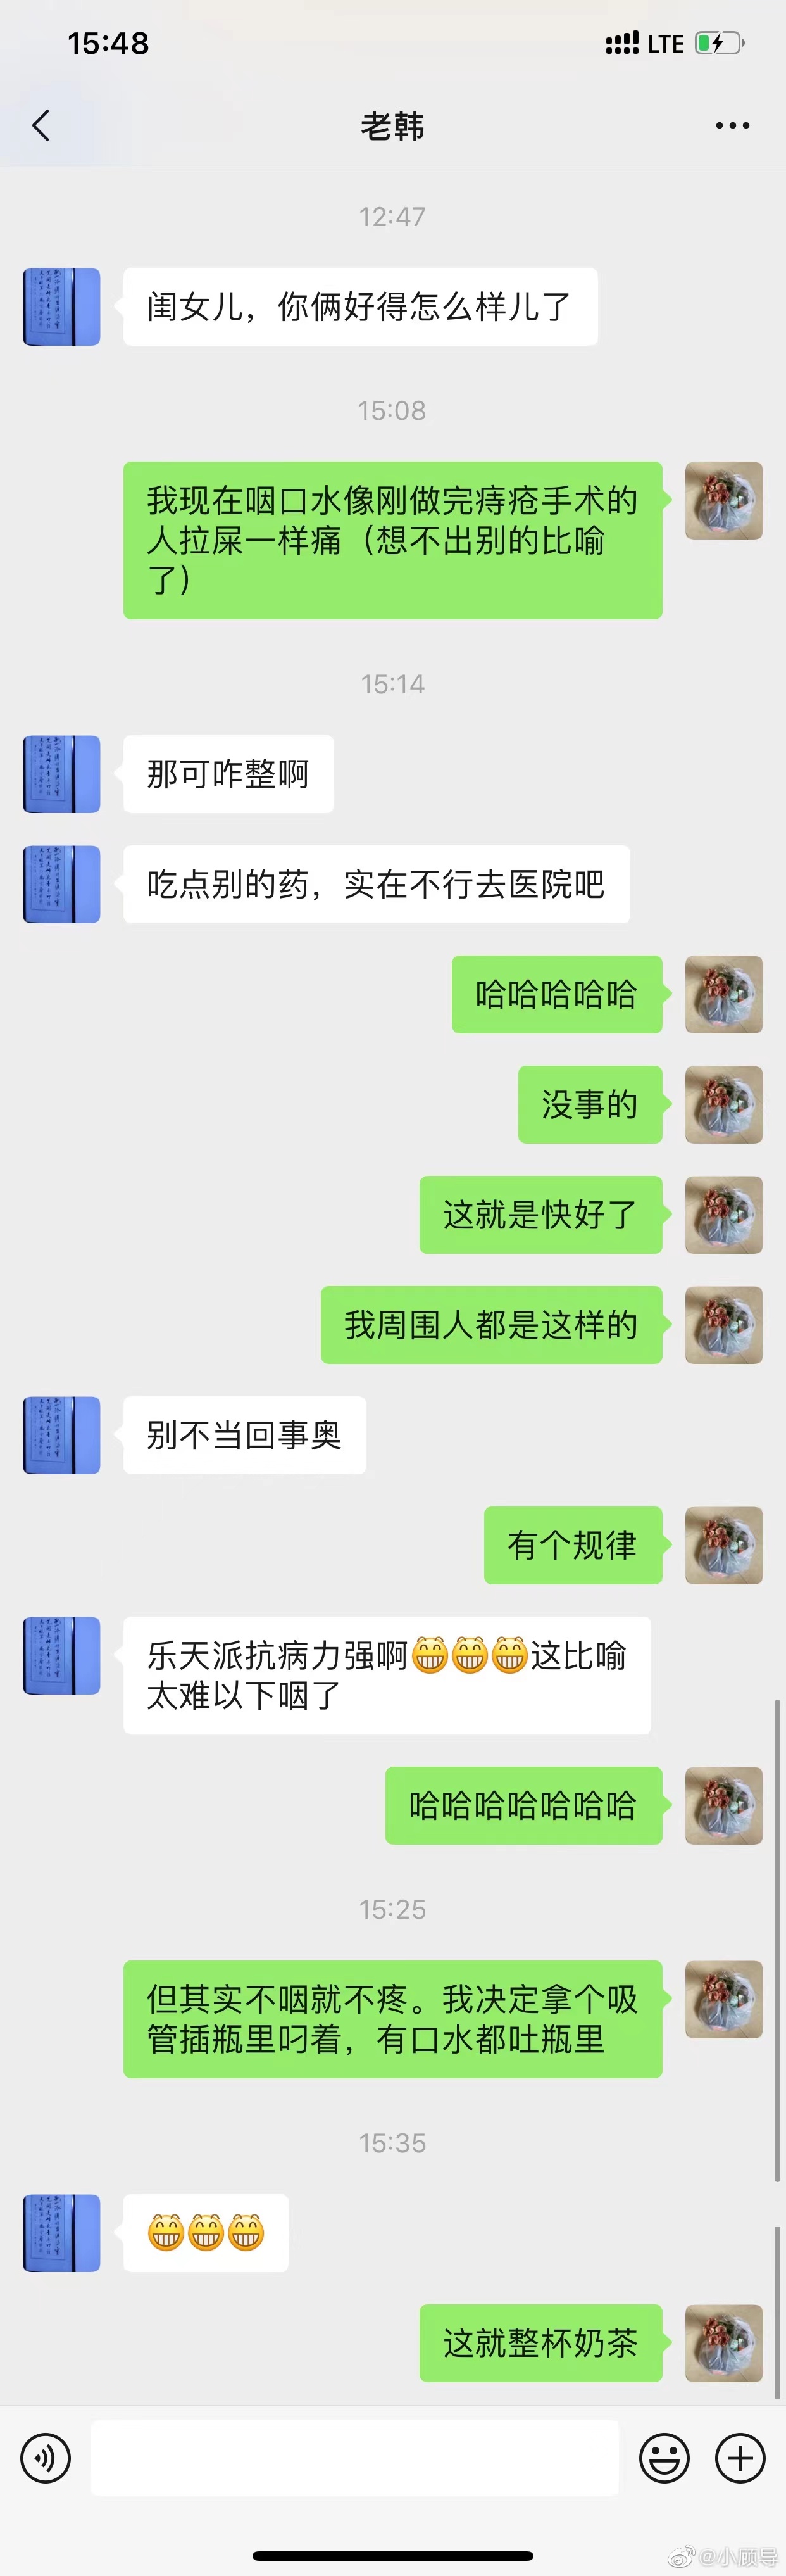 15:48
LTE
老韩
12:47
闺女儿，你俩好得怎么样儿了
15:08
我现在咽口水像刚做完痔疮手术的
人拉屎一样痛（想不出别的比喻
了）
15:14
那可咋整啊
吃点别的药，实在不行去医院吧
哈哈哈哈哈
没事的
这就是快好了
我周围人都是这样的
别不当回事奥
有个规律
乐天派抗病力强啊😁😁😁这比喻
太难以下咽了
哈哈哈哈哈哈哈
15:25
但其实不咽就不疼。我决定拿个吸
管插瓶里叼着，有口水都吐瓶里
15:35
😁😁😁
这就整杯奶茶
@小顾导